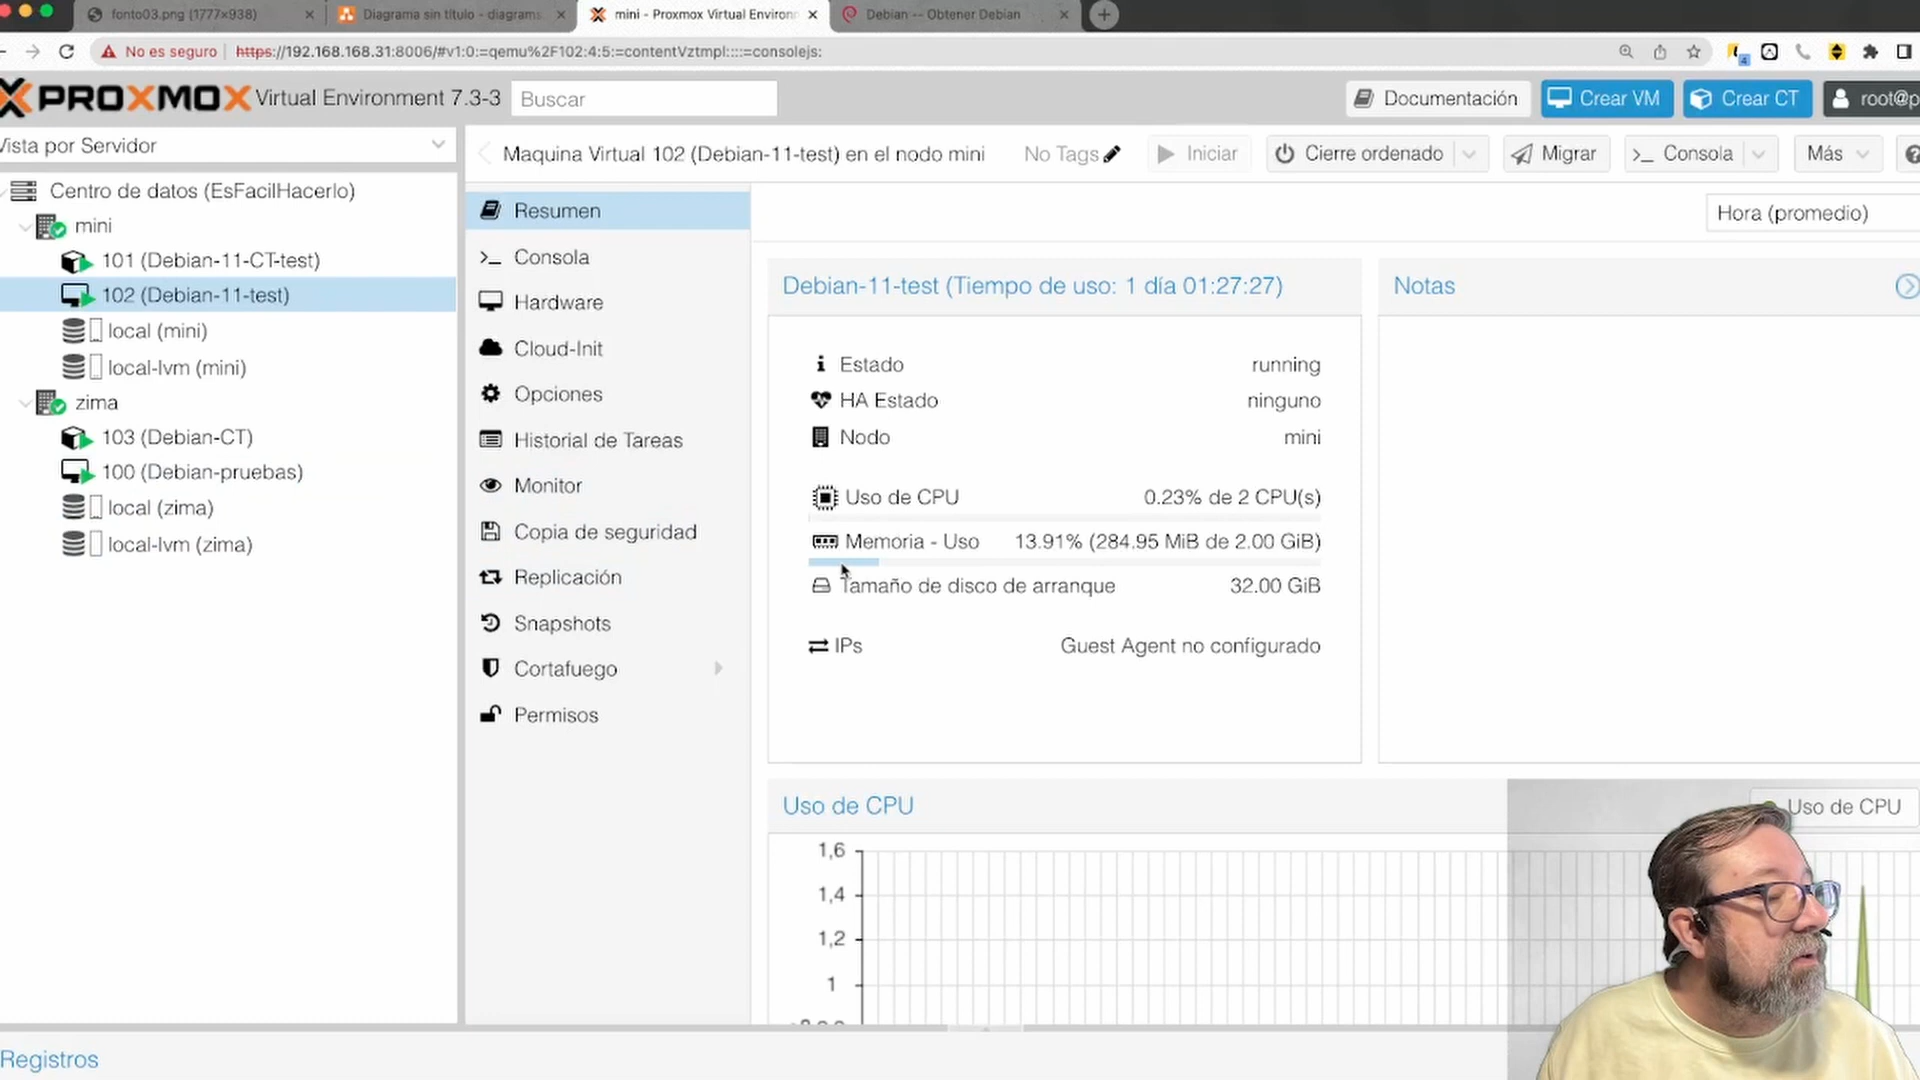 fonto03.png (1777×938)
Diagrama sin título - diagrams
mini - Proxmox Virtual Environ
Debian -- Obtener Debian
No es seguro
https://192.168.168.31:8006/#v1:0:=qemu%2F102:4:5:=contentVztmpl::::=consolejs:
4
PROXMOX Virtual Environment 7.3-3
Buscar
Documentación
Crear VM
Crear CT
root@p
Vista por Servidor
Maquina Virtual 102 (Debian-11-test) en el nodo mini
No Tags
Iniciar
Cierre ordenado
Migrar
Consola
Más
Centro de datos (EsFacilHacerlo)
mini
101 (Debian-11-CT-test)
102 (Debian-11-test)
local (mini)
local-lvm (mini)
zima
103 (Debian-CT)
100 (Debian-pruebas)
local (zima)
local-lvm (zima)
Resumen
Consola
Hardware
Cloud-Init
Opciones
Historial de Tareas
Monitor
Copia de seguridad
Replicación
Snapshots
Cortafuego
Permisos
Hora (promedio)
Debian-11-test (Tiempo de uso: 1 día 01:27:27)
Estado running
HA Estado ninguno
Nodo mini
Uso de CPU 0.23% de 2 CPU(s)
Memoria - Uso 13.91% (284.95 MiB de 2.00 GiB)
Tamaño de disco de arranque 32.00 GiB
IPs Guest Agent no configurado
Notas
Uso de CPU
Uso de CPU
1,6
1,4
1,2
1
Registros